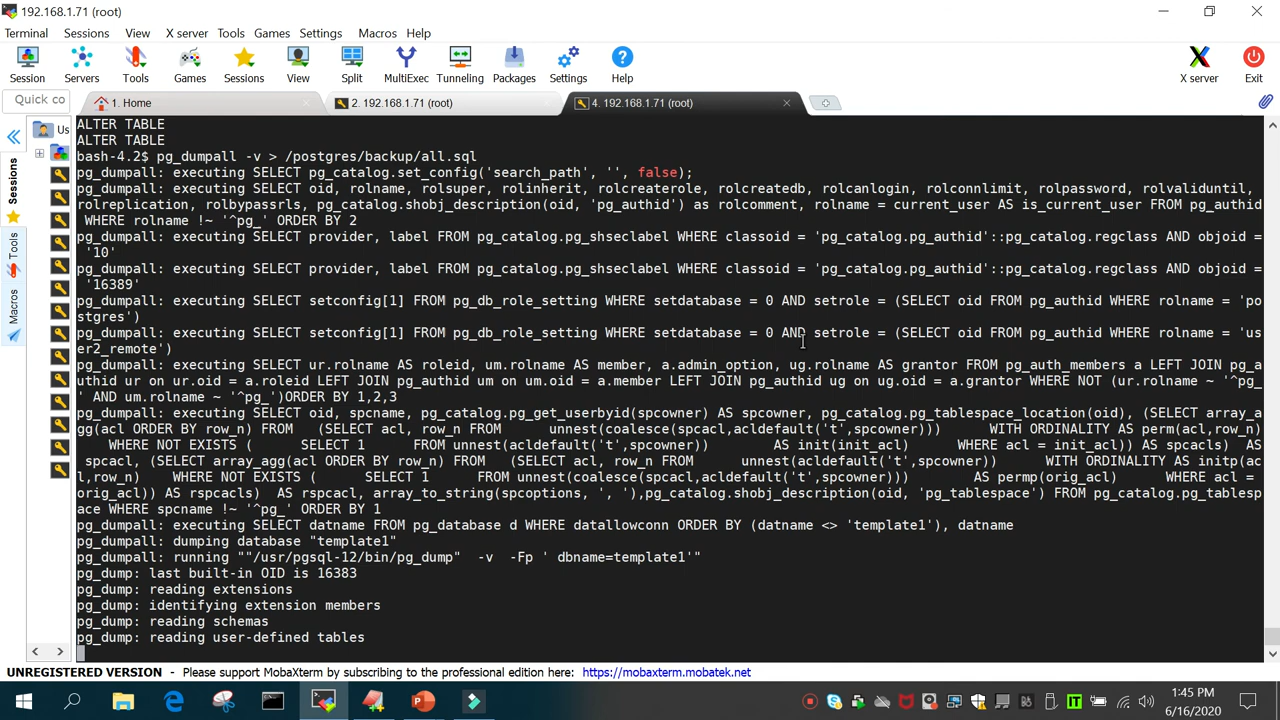 192.168.1.71 (root)
Terminal Sessions View X server Tools Games Settings Macros Help
Session Servers Tools Games Sessions View Split MultiExec Tunneling Packages Settings Help X server Exit
Quick co 1. Home 2. 192.168.1.71 (root) 4. 192.168.1.71 (root)
Us
Sessions
Tools
Macros
ALTER TABLE
ALTER TABLE
bash-4.2$ pg_dumpall -v > /postgres/backup/all.sql
pg_dumpall: executing SELECT pg_catalog.set_config('search_path', '', false);
pg_dumpall: executing SELECT oid, rolname, rolsuper, rolinherit, rolcreaterole, rolcreatedb, rolcanlogin, rolconnlimit, rolpassword, rolvaliduntil,
rolreplication, rolbypassrls, pg_catalog.shobj_description(oid, 'pg_authid') as rolcomment, rolname = current_user AS is_current_user FROM pg_authid
WHERE rolname !~ '^pg_' ORDER BY 2
pg_dumpall: executing SELECT provider, label FROM pg_catalog.pg_shseclabel WHERE classoid = 'pg_catalog.pg_authid'::pg_catalog.regclass AND objoid =
'10'
pg_dumpall: executing SELECT provider, label FROM pg_catalog.pg_shseclabel WHERE classoid = 'pg_catalog.pg_authid'::pg_catalog.regclass AND objoid =
'16389'
pg_dumpall: executing SELECT setconfig[1] FROM pg_db_role_setting WHERE setdatabase = 0 AND setrole = (SELECT oid FROM pg_authid WHERE rolname = 'po
stgres')
pg_dumpall: executing SELECT setconfig[1] FROM pg_db_role_setting WHERE setdatabase = 0 AND setrole = (SELECT oid FROM pg_authid WHERE rolname = 'us
er2_remote')
pg_dumpall: executing SELECT ur.rolname AS roleid, um.rolname AS member, a.admin_option, ug.rolname AS grantor FROM pg_auth_members a LEFT JOIN pg_a
uthid ur on ur.oid = a.roleid LEFT JOIN pg_authid um on um.oid = a.member LEFT JOIN pg_authid ug on ug.oid = a.grantor WHERE NOT (ur.rolname ~ '^pg_
' AND um.rolname ~ '^pg_')ORDER BY 1,2,3
pg_dumpall: executing SELECT oid, spcname, pg_catalog.pg_get_userbyid(spcowner) AS spcowner, pg_catalog.pg_tablespace_location(oid), (SELECT array_a
gg(acl ORDER BY row_n) FROM (SELECT acl, row_n FROM unnest(coalesce(spcacl,acldefault('t',spcowner))) WITH ORDINALITY AS perm(acl,row_n)
WHERE NOT EXISTS ( SELECT 1 FROM unnest(acldefault('t',spcowner)) AS init(init_acl) WHERE acl = init_acl)) AS spcacls) AS
spcacl, (SELECT array_agg(acl ORDER BY row_n) FROM (SELECT acl, row_n FROM unnest(acldefault('t',spcowner)) WITH ORDINALITY AS initp(ac
l,row_n) WHERE NOT EXISTS ( SELECT 1 FROM unnest(coalesce(spcacl,acldefault('t',spcowner))) AS permp(orig_acl) WHERE acl =
orig_acl)) AS rspcacls) AS rspcacl, array_to_string(spcoptions, ', '),pg_catalog.shobj_description(oid, 'pg_tablespace') FROM pg_catalog.pg_tablesp
ace WHERE spcname !~ '^pg_' ORDER BY 1
pg_dumpall: executing SELECT datname FROM pg_database d WHERE datallowconn ORDER BY (datname <> 'template1'), datname
pg_dumpall: dumping database "template1"
pg_dumpall: running ""/usr/pgsql-12/bin/pg_dump" -v -Fp ' dbname=template1'"
pg_dump: last built-in OID is 16383
pg_dump: reading extensions
pg_dump: identifying extension members
pg_dump: reading schemas
pg_dump: reading user-defined tables
UNREGISTERED VERSION - Please support MobaXterm by subscribing to the professional edition here: https://mobaxterm.mobatek.net
1:45 PM
6/16/2020